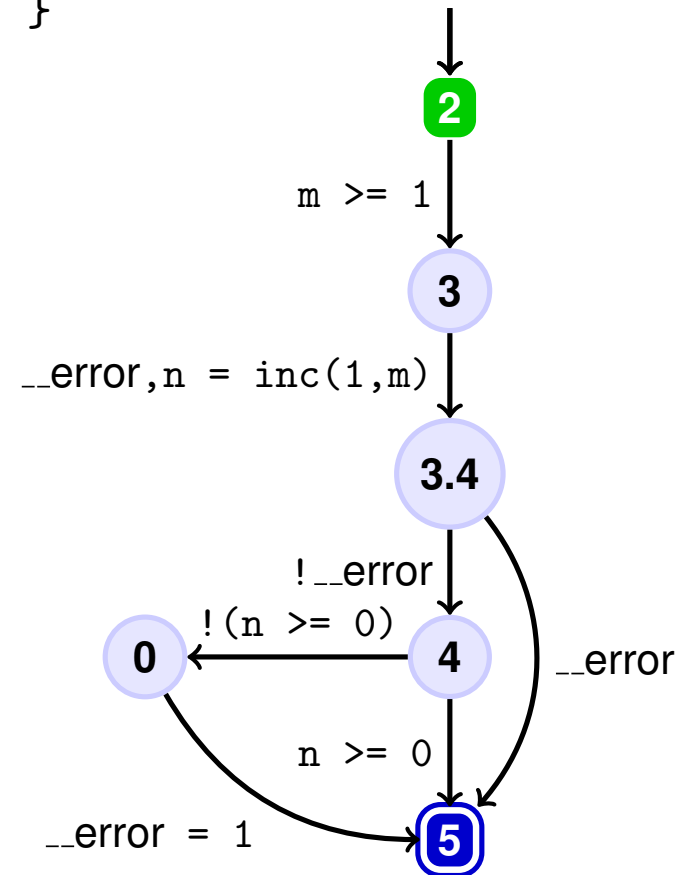 }
2
m >= 1
3
__error,n = inc(1,m)
3.4
!__error
!(n >= 0)
0
4
__error
n >= 0
__error = 1
5